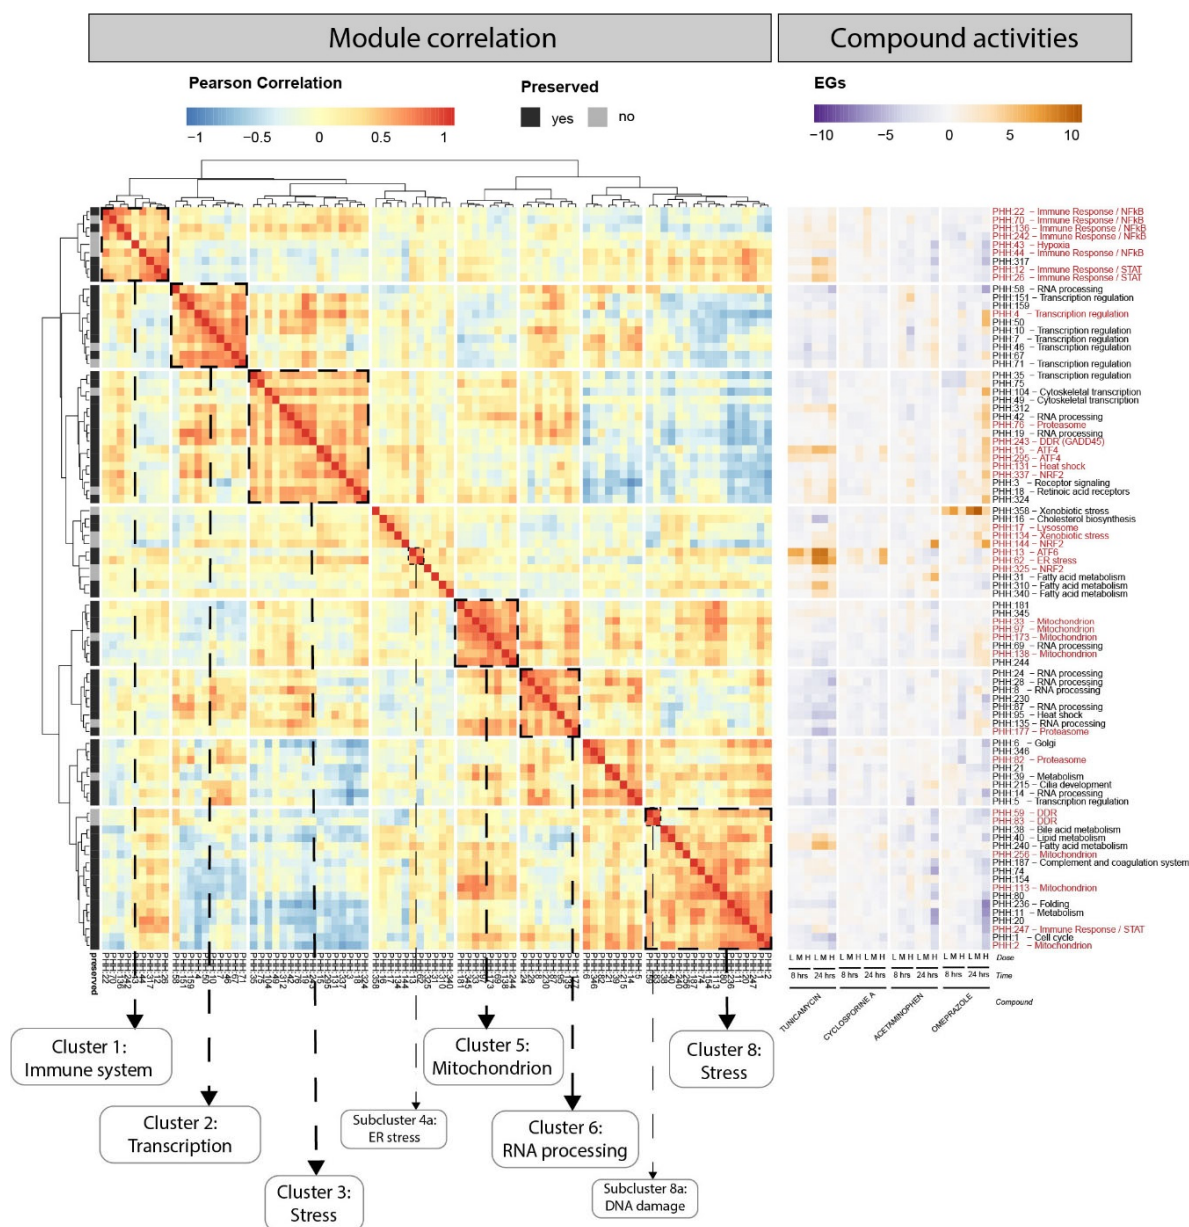 Module correlation
Compound activities
Pearson Correlation
−1 −0.5 0 0.5 1
Preserved
yes no
EGs
−10 −5 0 5 10
PHH:22 − Immune Response / NFkB
PHH:70 − Immune Response / NFkB
PHH:136 − Immune Response / NFkB
PHH:242 − Immune Response / NFkB
PHH:43 − Hypoxia
PHH:44 − Immune Response / NFkB
PHH:317
PHH:12 − Immune Response / STAT
PHH:26 − Immune Response / STAT
PHH:58 − RNA processing
PHH:151 − Transcription regulation
PHH:159
PHH:4 − Transcription regulation
PHH:50
PHH:10 − Transcription regulation
PHH:7 − Transcription regulation
PHH:46 − Transcription regulation
PHH:67
PHH:71 − Transcription regulation
PHH:35 − Transcription regulation
PHH:75
PHH:104 − Cytoskeletal transcription
PHH:49 − Cytoskeletal transcription
PHH:312
PHH:42 − RNA processing
PHH:76 − Proteasome
PHH:19 − RNA processing
PHH:243 − DDR (GADD45)
PHH:15 − ATF4
PHH:295 − ATF4
PHH:131 − Heat shock
PHH:337 − NRF2
PHH:3 − Receptor signaling
PHH:18 − Retinoic acid receptors
PHH:324
PHH:358 − Xenobiotic stress
PHH:16 − Cholesterol biosynthesis
PHH:17 − Lysosome
PHH:134 − Xenobiotic stress
PHH:144 − NRF2
PHH:13 − ATF6
PHH:62 − ER stress
PHH:325 − NRF2
PHH:31 − Fatty acid metabolism
PHH:310 − Fatty acid metabolism
PHH:340 − Fatty acid metabolism
PHH:181
PHH:345
PHH:33 − Mitochondrion
PHH:97 − Mitochondrion
PHH:173 − Mitochondrion
PHH:69 − RNA processing
PHH:138 − Mitochondrion
PHH:244
PHH:24 − RNA processing
PHH:28 − RNA processing
PHH:8 − RNA processing
PHH:230
PHH:87 − RNA processing
PHH:95 − Heat shock
PHH:135 − RNA processing
PHH:177 − Proteasome
PHH:6 − Golgi
PHH:346
PHH:82 − Proteasome
PHH:21
PHH:39 − Metabolism
PHH:215 − Cilia development
PHH:14 − RNA processing
PHH:5 − Transcription regulation
PHH:59 − DDR
PHH:83 − DDR
PHH:38 − Bile acid metabolism
PHH:40 − Lipid metabolism
PHH:240 − Fatty acid metabolism
PHH:256 − Mitochondrion
PHH:187 − Complement and coagulation system
PHH:74
PHH:154
PHH:113 − Mitochondrion
PHH:80
PHH:236 − Folding
PHH:11 − Metabolism
PHH:20
PHH:247 − Immune Response / STAT
PHH:1 − Cell cycle
PHH:2 − Mitochondrion
preserved
L M H L M H L M H L M H L M H L M H L M H L M H Dose
8 hrs 24 hrs 8 hrs 24 hrs 8 hrs 24 hrs 8 hrs 24 hrs Time
TUNICAMYCIN CYCLOSPORINE A ACETAMINOPHEN OMEPRAZOLE Compound
Cluster 1:
Immune system
Cluster 2:
Transcription
Cluster 3:
Stress
Subcluster 4a:
ER stress
Cluster 5:
Mitochondrion
Cluster 6:
RNA processing
Subcluster 8a:
DNA damage
Cluster 8:
Stress